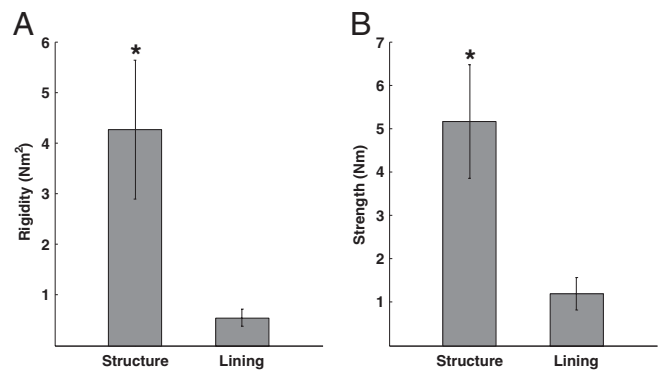 A
B
6
5
4
3
2
1
Rigidity (Nm²)
*
Structure
Lining
7
6
5
4
3
2
1
Strength (Nm)
*
Structure
Lining